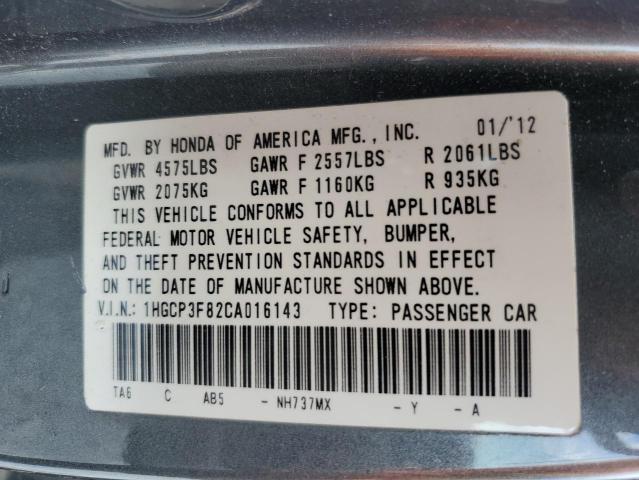 MFD. BY HONDA OF AMERICA MFG., INC. 01/'12
GVWR 4575LBS GAWR F 2557LBS R 2061LBS
GVWR 2075KG GAWR F 1160KG R 935KG
THIS VEHICLE CONFORMS TO ALL APPLICABLE
FEDERAL MOTOR VEHICLE SAFETY, BUMPER,
AND THEFT PREVENTION STANDARDS IN EFFECT
ON THE DATE OF MANUFACTURE SHOWN ABOVE.
V.I.N.: 1HGCP3F82CA016143 TYPE: PASSENGER CAR
TA6 C AB5 - NH737MX - Y - A